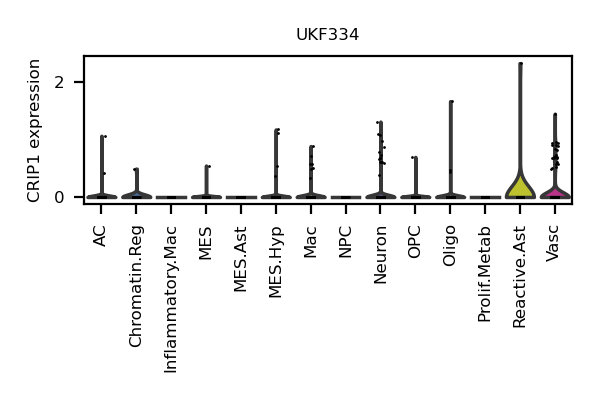 UKF334
CRIP1 expression
2
0
AC
Chromatin.Reg
Inflammatory.Mac
MES
MES.Ast
MES.Hyp
Mac
NPC
Neuron
OPC
Oligo
Prolif.Metab
Reactive.Ast
Vasc